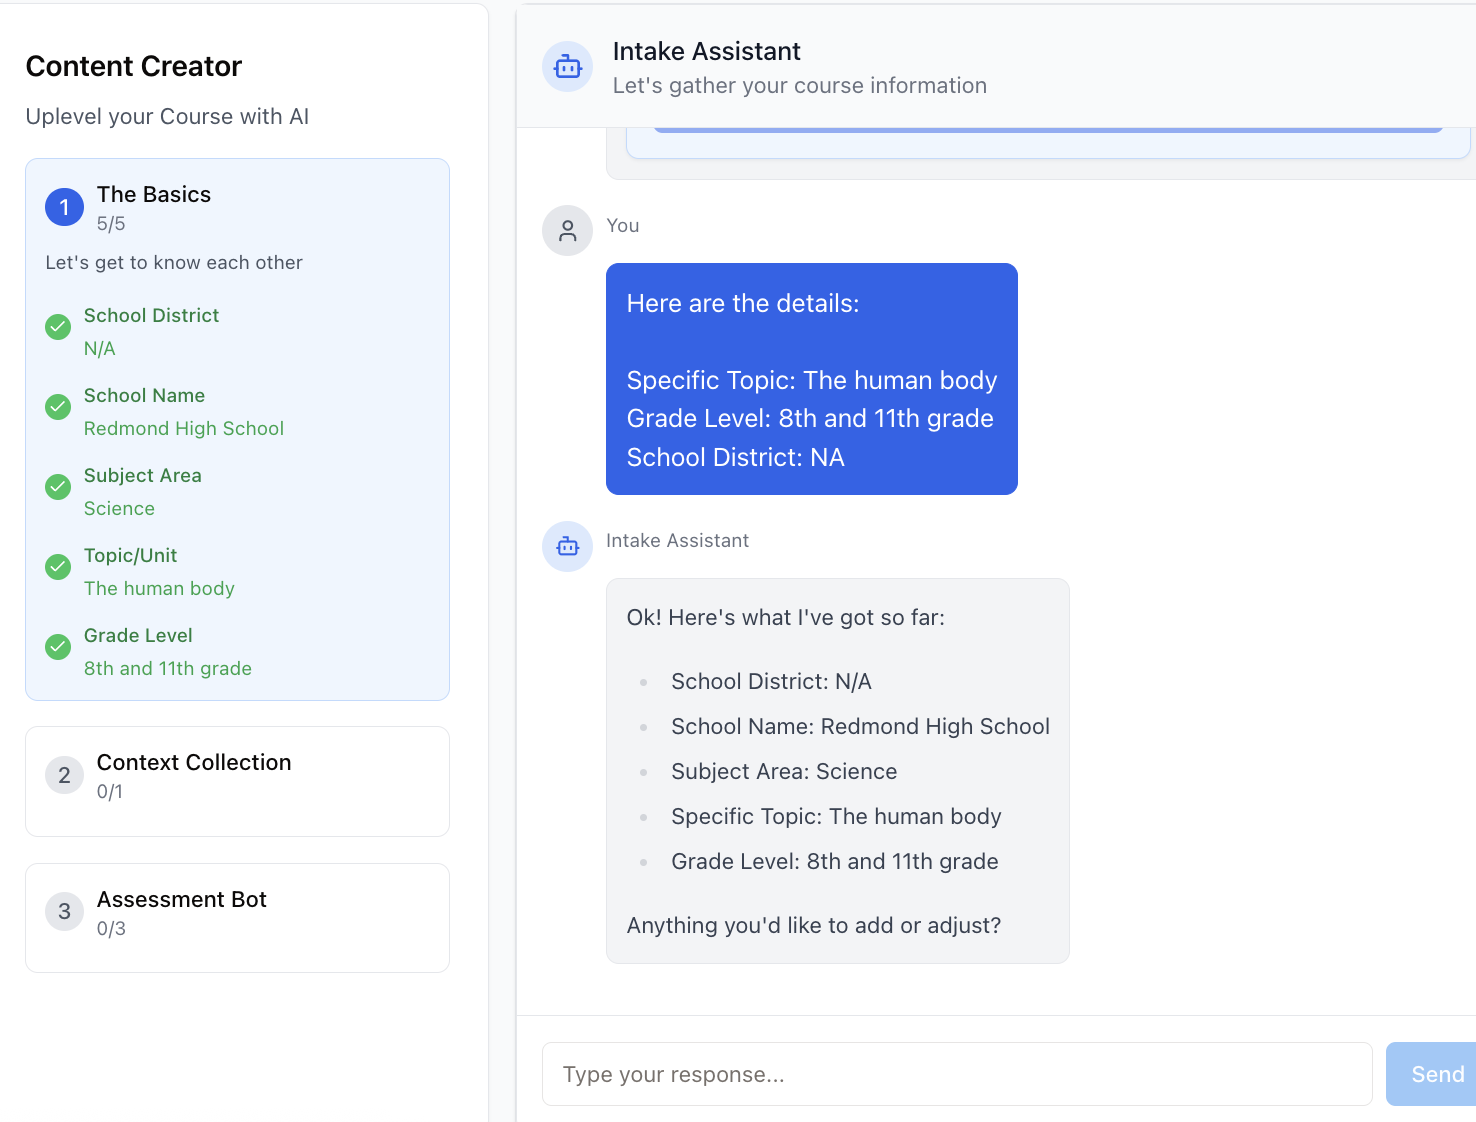 Content Creator
Uplevel your Course with AI
1
The Basics
5/5
Let's get to know each other
School District
N/A
School Name
Redmond High School
Subject Area
Science
Topic/Unit
The human body
Grade Level
8th and 11th grade
2
Context Collection
0/1
3
Assessment Bot
0/3
Intake Assistant
Let's gather your course information
You
Here are the details:
Specific Topic: The human body
Grade Level: 8th and 11th grade
School District: NA
Intake Assistant
Ok! Here's what I've got so far:
School District: N/A
School Name: Redmond High School
Subject Area: Science
Specific Topic: The human body
Grade Level: 8th and 11th grade
Anything you'd like to add or adjust?
Type your response...
Send